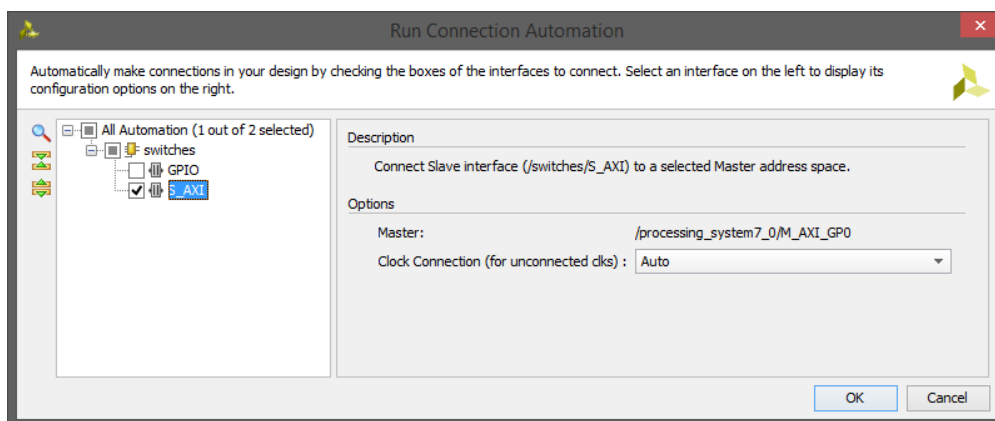 Run Connection Automation
Automatically make connections in your design by checking the boxes of the interfaces to connect. Select an interface on the left to display its
configuration options on the right.
All Automation (1 out of 2 selected)
switches
GPIO
S_AXI
Description
Connect Slave interface (/switches/S_AXI) to a selected Master address space.
Options
Master: /processing_system7_0/M_AXI_GP0
Clock Connection (for unconnected clks) : Auto
OK Cancel